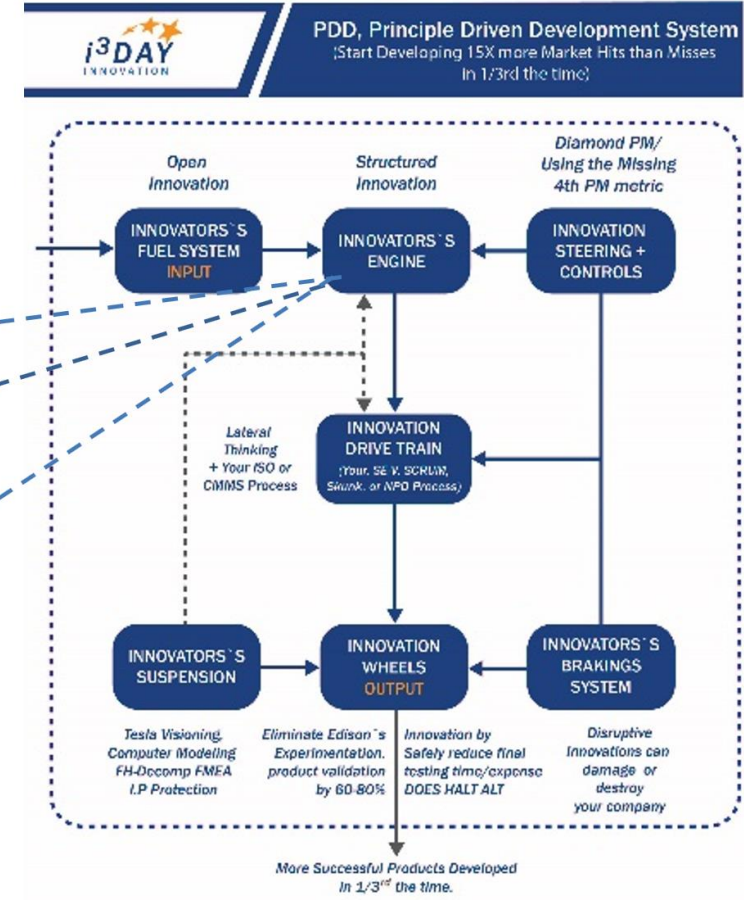 i³DAY
INNOVATION
PDD, Principle Driven Development System
(Start Developing 15X more Market Hits than Misses
in 1/3rd the time)
Open
Innovation
Structured
Innovation
Diamond PM/
Using the Missing
4th PM metric
INNOVATORS`S
FUEL SYSTEM
INPUT
INNOVATORS`S
ENGINE
INNOVATION
STEERING +
CONTROLS
Lateral
Thinking
+ Your ISO or
CMMS Process
INNOVATION
DRIVE TRAIN
(Your, SE V, SCRUM,
Skunk, or NPD Process)
INNOVATORS`S
SUSPENSION
INNOVATION
WHEELS
OUTPUT
INNOVATORS`S
BRAKINGS
SYSTEM
Tesla Visioning,
Computer Modeling
FH-Decomp FMEA
I.P Protection
Eliminate Edison`s
Experimentation,
product validation
by 60-80%
Innovation by
Safely reduce final
testing time/expense
DOES HALT ALT
Disruptive
Innovations can
damage or
destroy
your company
More Successful Products Developed
in 1/3rd the time.